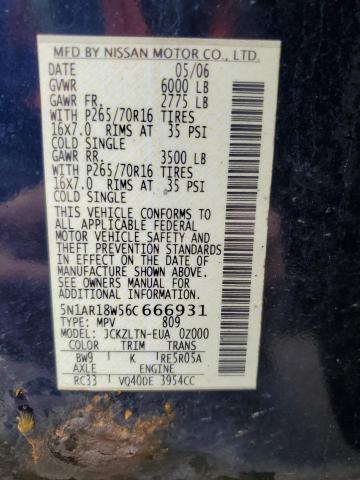 MFD BY NISSAN MOTOR CO., LTD.
DATE 05/06
GVWR 6000 LB
GAWR FR. 2775 LB
WITH P265/70R16 TIRES
16X7.0 RIMS AT 35 PSI
COLD SINGLE
GAWR RR. 3500 LB
WITH P265/70R16 TIRES
16X7.0 RIMS AT 35 PSI
COLD SINGLE
THIS VEHICLE CONFORMS TO
ALL APPLICABLE FEDERAL
MOTOR VEHICLE SAFETY AND
THEFT PREVENTION STANDARDS
IN EFFECT ON THE DATE OF
MANUFACTURE SHOWN ABOVE.
SEE OWNERS MANUAL FOR
ADDITIONAL INFORMATION.
5N1AR18W56C666931
TYPE: MPV 809
MODEL: JCKZLTN-EUA 0Z000
COLOR TRIM TRANS
BW9 K RE5R05A
AXLE ENGINE
RC33 VQ40DE 3954CC